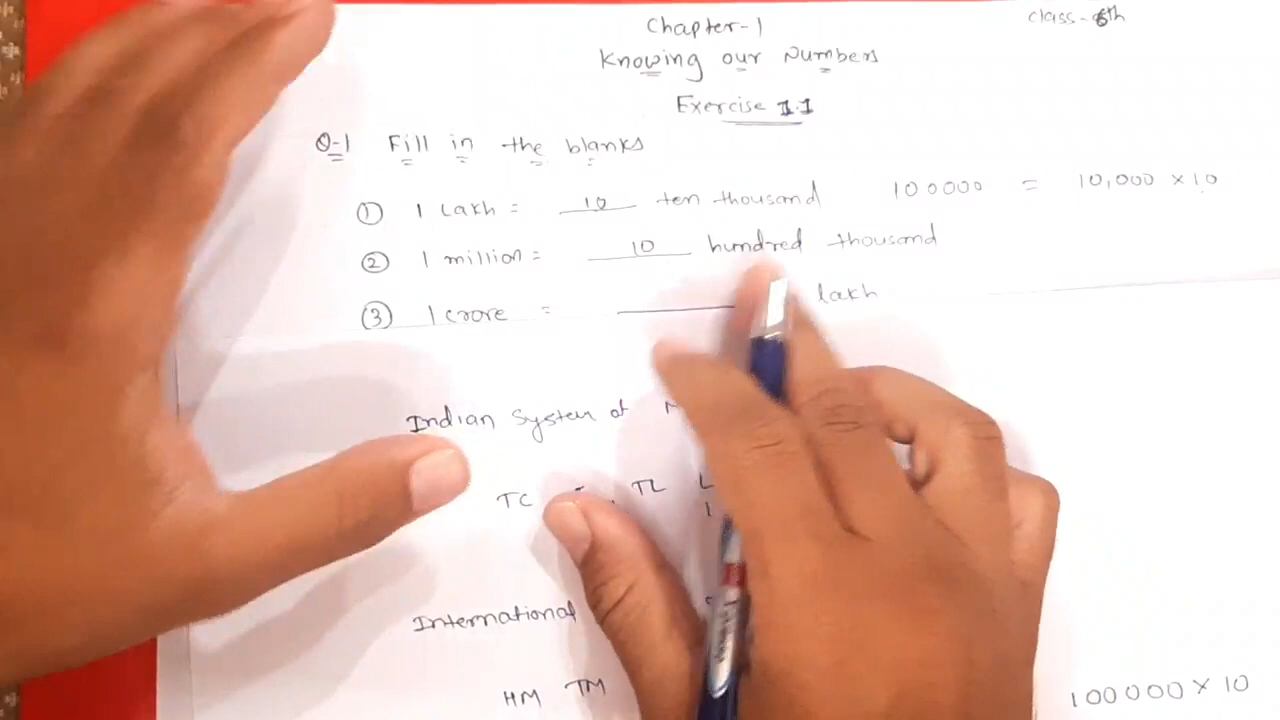 Chapter-1
Class-6th
Knowing our Numbers
Exercise 1.1
Q-1 Fill in the blanks
① 1 Lakh = 10 ten thousand 100000 = 10,000 × 10
② 1 million = 10 hundred thousand
③ 1 crore = lakh
Indian System of
TC TL L
1
International
HM TM
100000 × 10